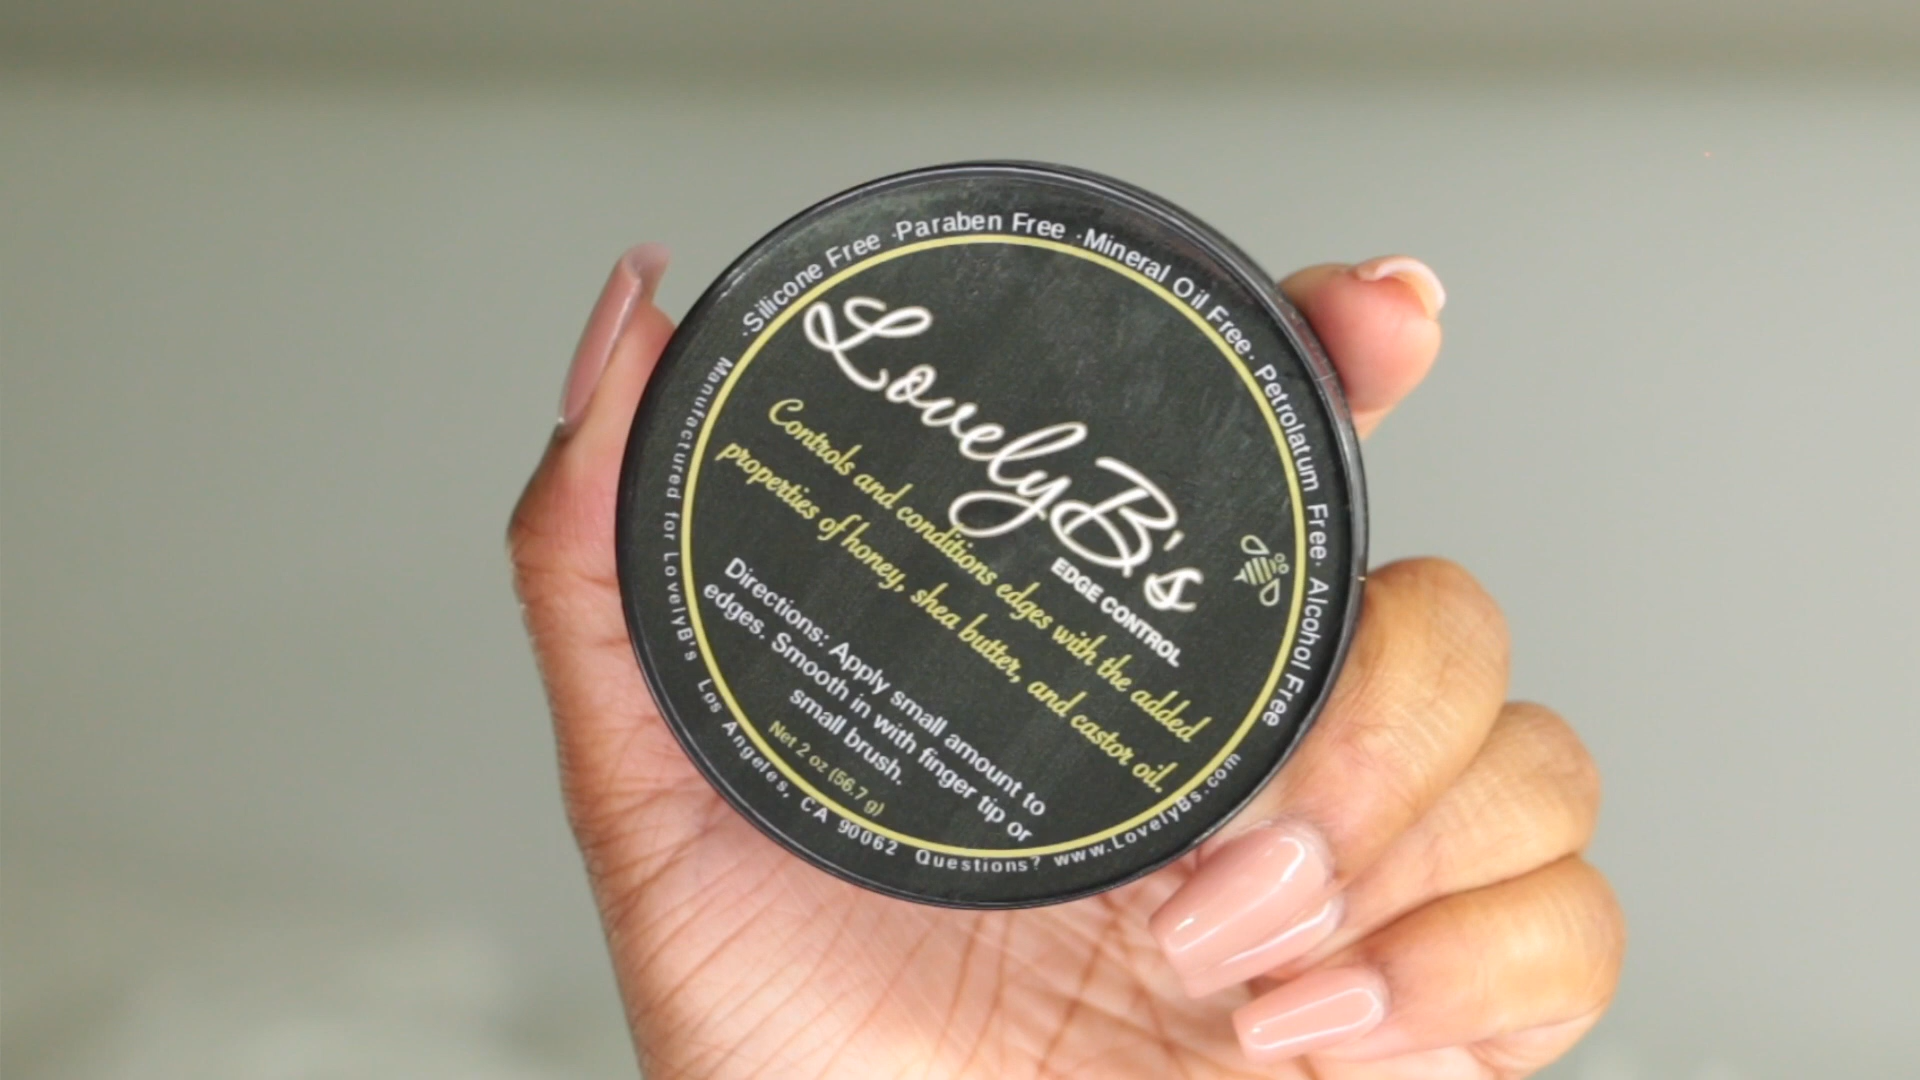 ·Silicone Free ·Paraben Free ·Mineral Oil Free· Petrolatum Free· Alcohol Free
LovelyB's
EDGE CONTROL
Controls and conditions edges with the added
properties of honey, shea butter, and castor oil.
Directions: Apply small amount to
edges. Smooth in with finger tip or
small brush.
Net 2 oz (56.7 g)
Manufactured for LovelyB's Los Angeles, CA 90062 Questions? www.LovelyBs.com